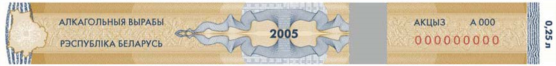 АЛКАГОЛЬНЫЯ ВЫРАБЫ
РЭСПУБЛІКА БЕЛАРУСЬ
2005
АКЦЫЗ А 000
000000000
0,25 л